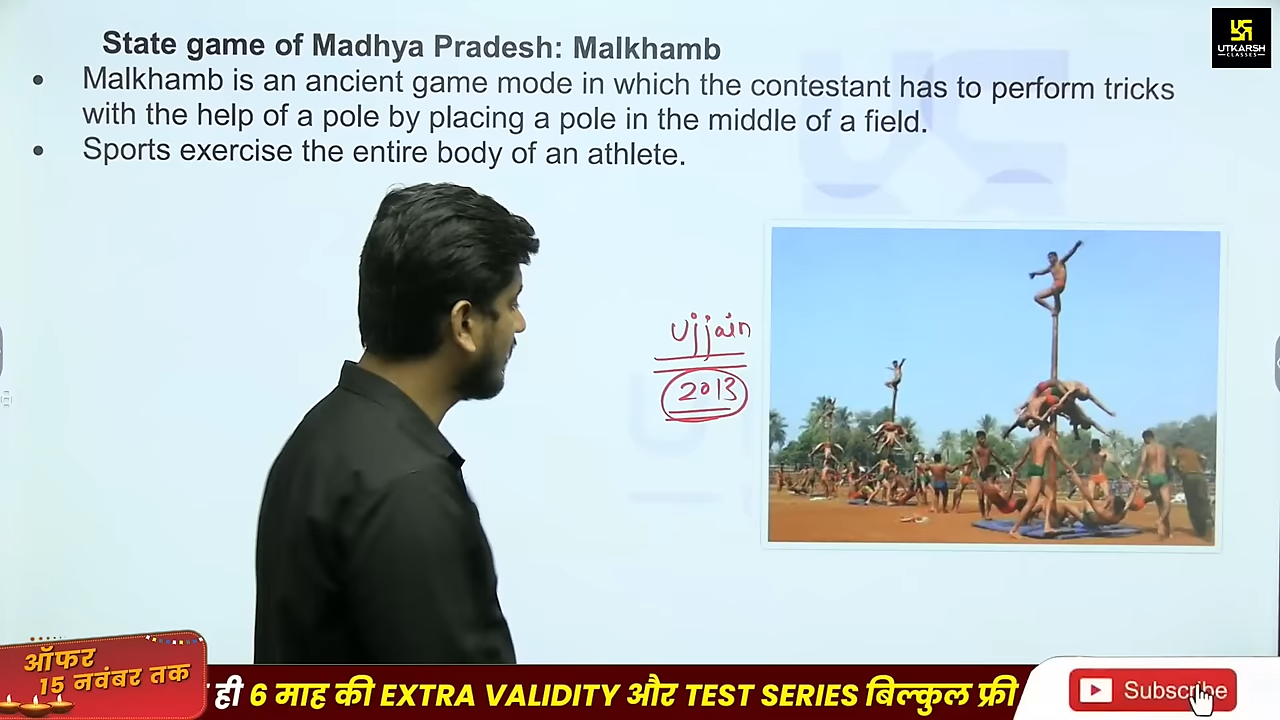 UTKARSH
CLASSES
State game of Madhya Pradesh: Malkhamb
• Malkhamb is an ancient game mode in which the contestant has to perform tricks
with the help of a pole by placing a pole in the middle of a field.
• Sports exercise the entire body of an athlete.
Ujjain
2013
ऑफर
15 नवंबर तक
ही 6 माह की EXTRA VALIDITY और TEST SERIES बिल्कुल फ्री
Subscribe